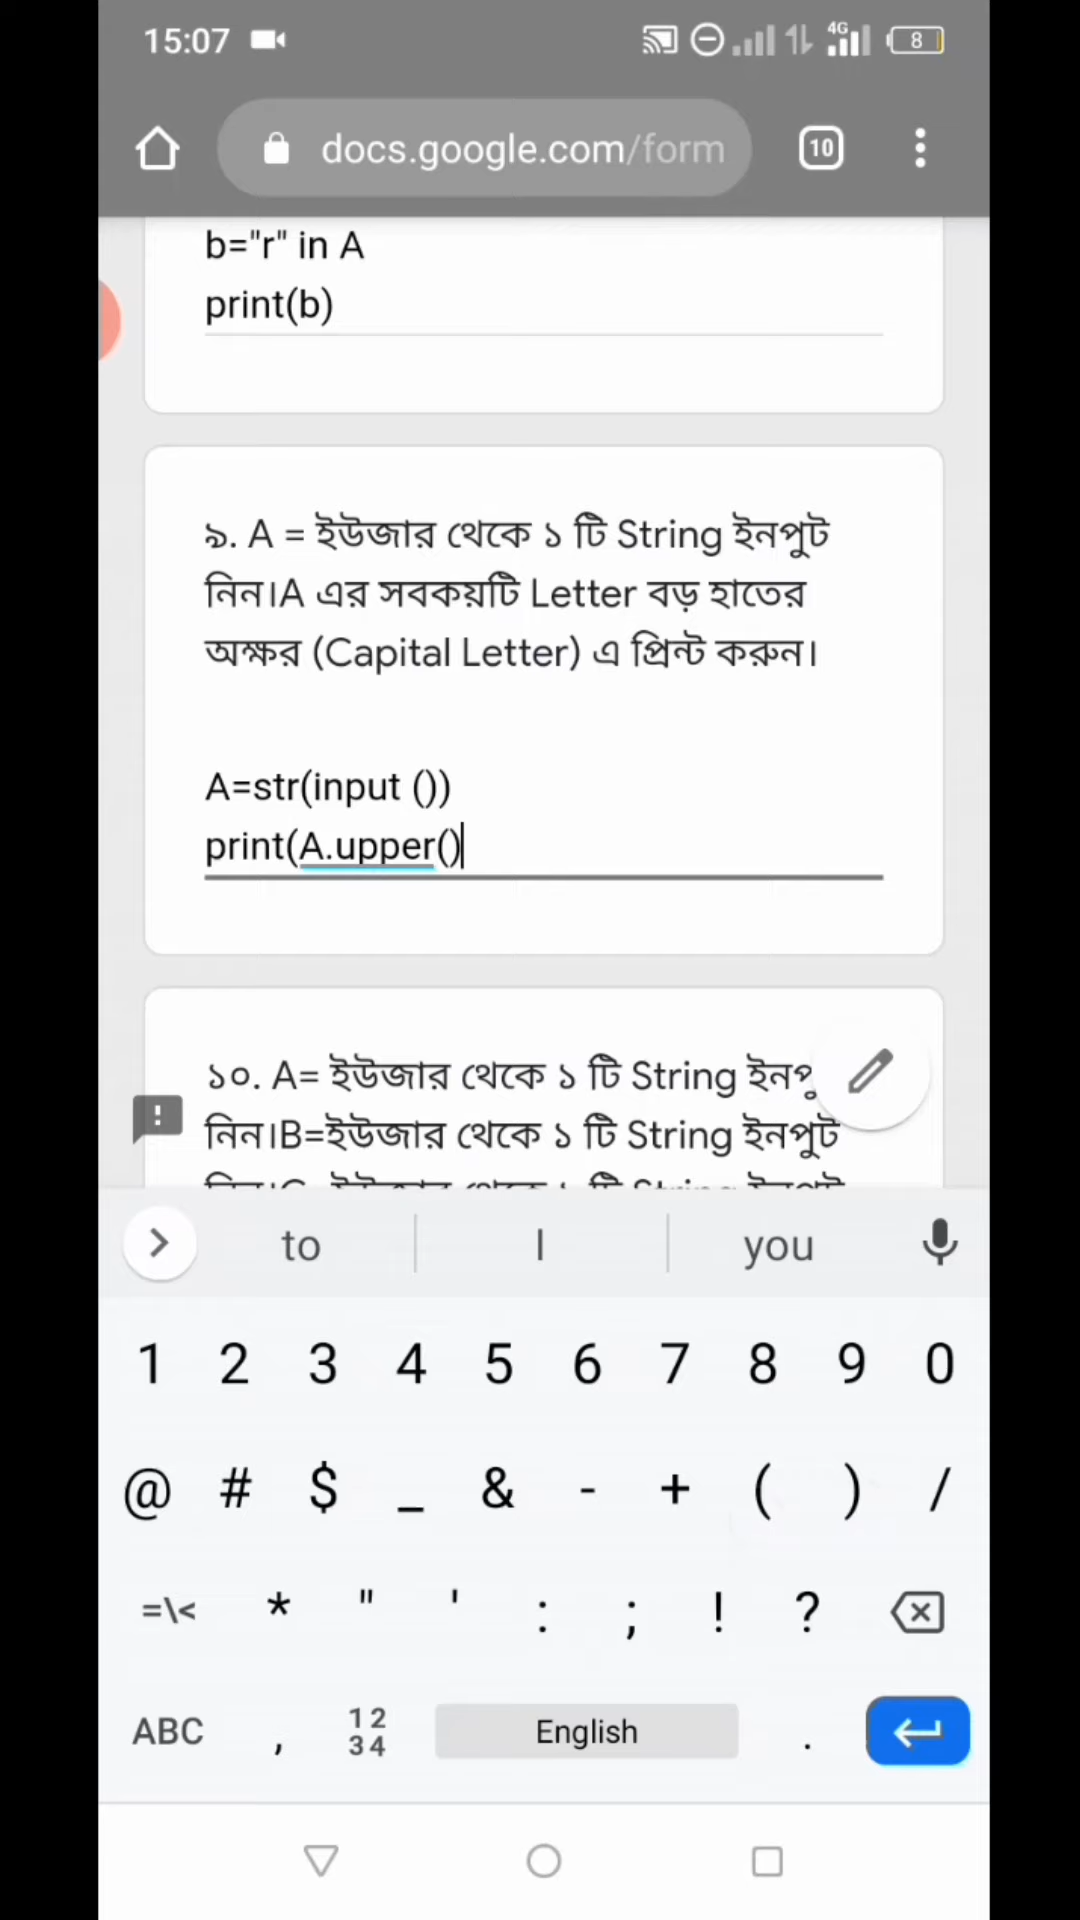 15:07 4G 8
docs.google.com/form 10
b="r" in A
print(b)
৯. A = ইউজার থেকে ১ টি String ইনপুট
নিন।A এর সবকয়টি Letter বড় হাতের
অক্ষর (Capital Letter) এ প্রিন্ট করুন।
A=str(input ())
print(A.upper()
১০. A= ইউজার থেকে ১ টি String ইনপু
নিন।B=ইউজার থেকে ১ টি String ইনপুট
to I you
1 2 3 4 5 6 7 8 9 0
@ # $ _ & - + ( ) /
=\< * " ' : ; ! ?
ABC , 12 34 English .